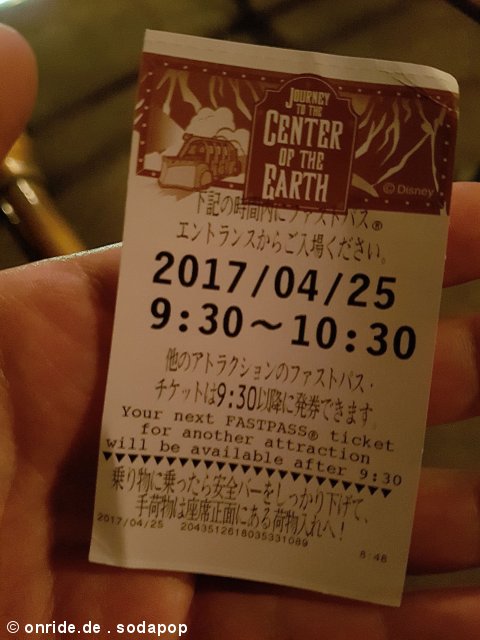 JOURNEY
TO THE
CENTER
OF THE
EARTH
©Disney
下記の時間内にファストパス®
エントランスからご入場ください。
2017/04/25
9:30～10:30
他のアトラクションのファストパス・
チケットは9:30以降に発券できます。
Your next FASTPASS® ticket
for another attraction
will be available after 9:30
乗り物に乗ったら安全バーをしっかり下げて、
手荷物は座席正面にある荷物入れへ!
2017/04/25 2043512618035331089 8:48
© onride.de . sodapop